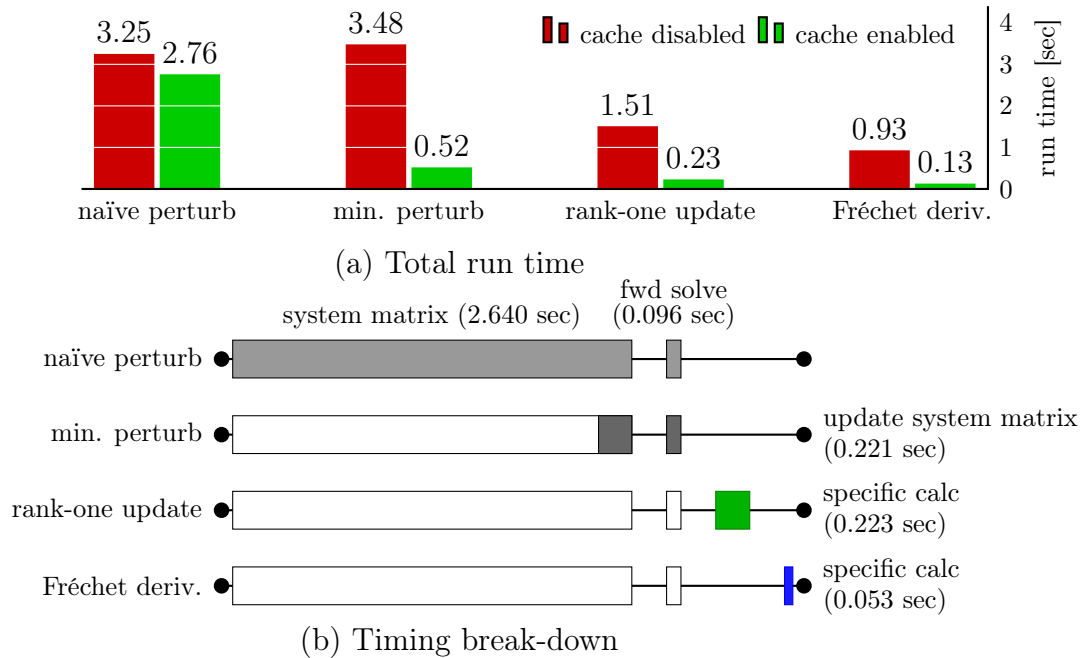 3.25
2.76
3.48
0.52
1.51
0.23
0.93
0.13
cache disabled
cache enabled
4
3
2
1
0
run time [sec]
naïve perturb
min. perturb
rank-one update
Fréchet deriv.
(a) Total run time
system matrix (2.640 sec)
fwd solve
(0.096 sec)
naïve perturb
min. perturb
update system matrix
(0.221 sec)
rank-one update
specific calc
(0.223 sec)
Fréchet deriv.
specific calc
(0.053 sec)
(b) Timing break-down